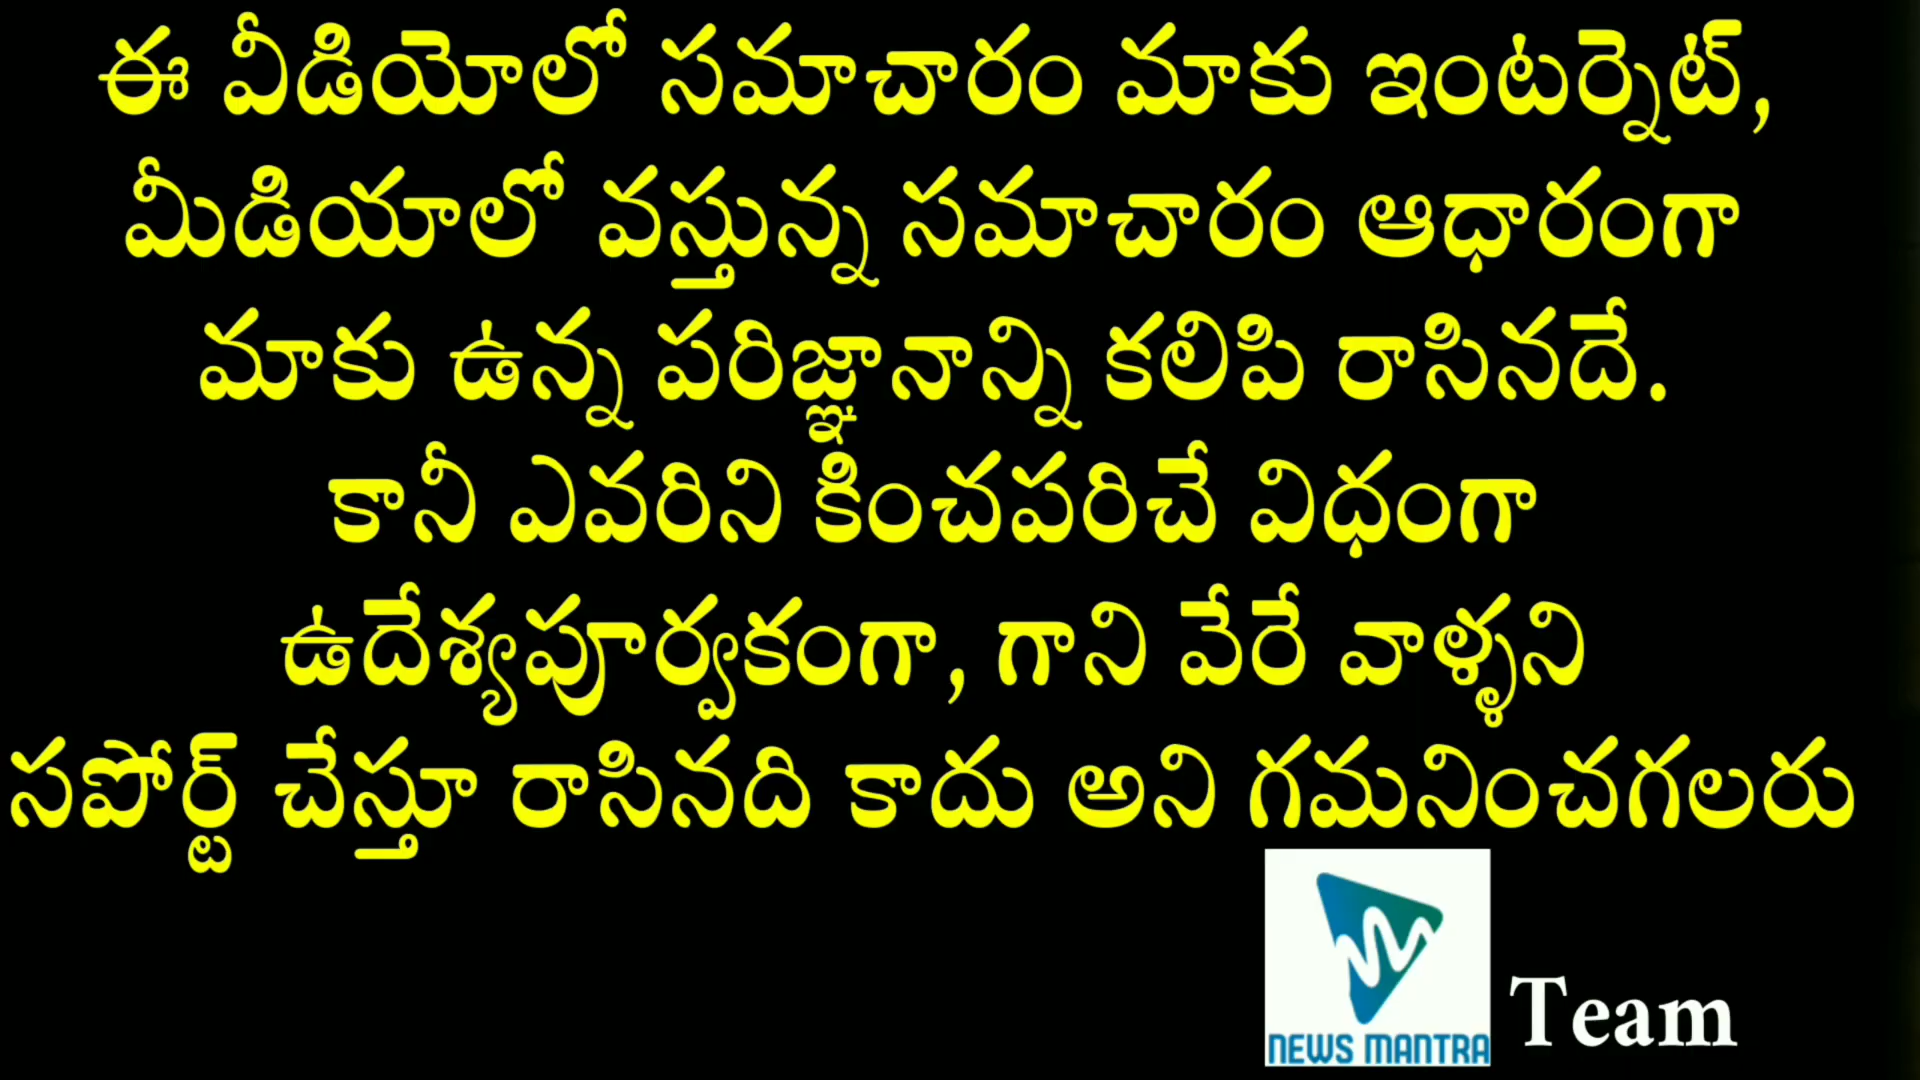 ఈ వీడియోలో సమాచారం మాకు ఇంటర్నెట్,
మీడియాలో వస్తున్న సమాచారం ఆధారంగా
మాకు ఉన్న పరిజ్ఞానాన్ని కలిపి రాసినదే.
కానీ ఎవరిని కించపరిచే విధంగా
ఉదేశ్యపూర్వకంగా, గాని వేరే వాళ్ళని
సపోర్ట్ చేస్తూ రాసినది కాదు అని గమనించగలరు
NEWS MANTRA Team